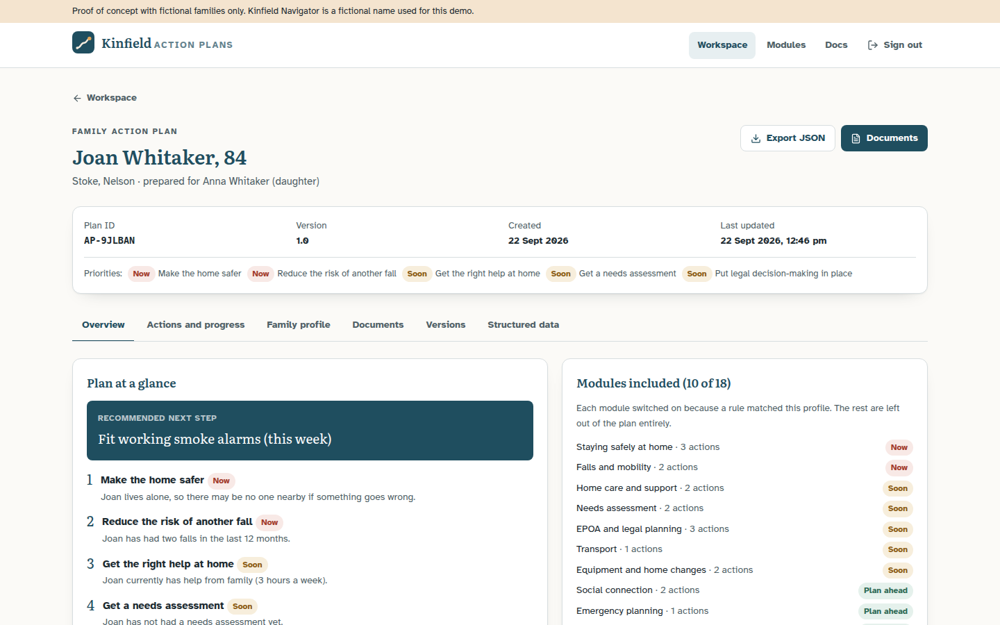 Proof of concept with fictional families only. Kinfield Navigator is a fictional name used for this demo.
Kinfield ACTION PLANS
Workspace
Modules
Docs
Sign out
Workspace
FAMILY ACTION PLAN
Joan Whitaker, 84
Stoke, Nelson · prepared for Anna Whitaker (daughter)
Export JSON
Documents
Plan ID
AP-9JLBAN
Version
1.0
Created
22 Sept 2026
Last updated
22 Sept 2026, 12:46 pm
Priorities: Now Make the home safer Now Reduce the risk of another fall Soon Get the right help at home Soon Get a needs assessment Soon Put legal decision-making in place
Overview
Actions and progress
Family profile
Documents
Versions
Structured data
Plan at a glance
RECOMMENDED NEXT STEP
Fit working smoke alarms (this week)
1 Make the home safer Now
Joan lives alone, so there may be no one nearby if something goes wrong.
2 Reduce the risk of another fall Now
Joan has had two falls in the last 12 months.
3 Get the right help at home Soon
Joan currently has help from family (3 hours a week).
4 Get a needs assessment Soon
Joan has not had a needs assessment yet.
Modules included (10 of 18)
Each module switched on because a rule matched this profile. The rest are left
out of the plan entirely.
Staying safely at home · 3 actions Now
Falls and mobility · 2 actions Now
Home care and support · 2 actions Soon
Needs assessment · 2 actions Soon
EPOA and legal planning · 3 actions Soon
Transport · 1 actions Soon
Equipment and home changes · 2 actions Soon
Social connection · 2 actions Plan ahead
Emergency planning · 1 actions Plan ahead